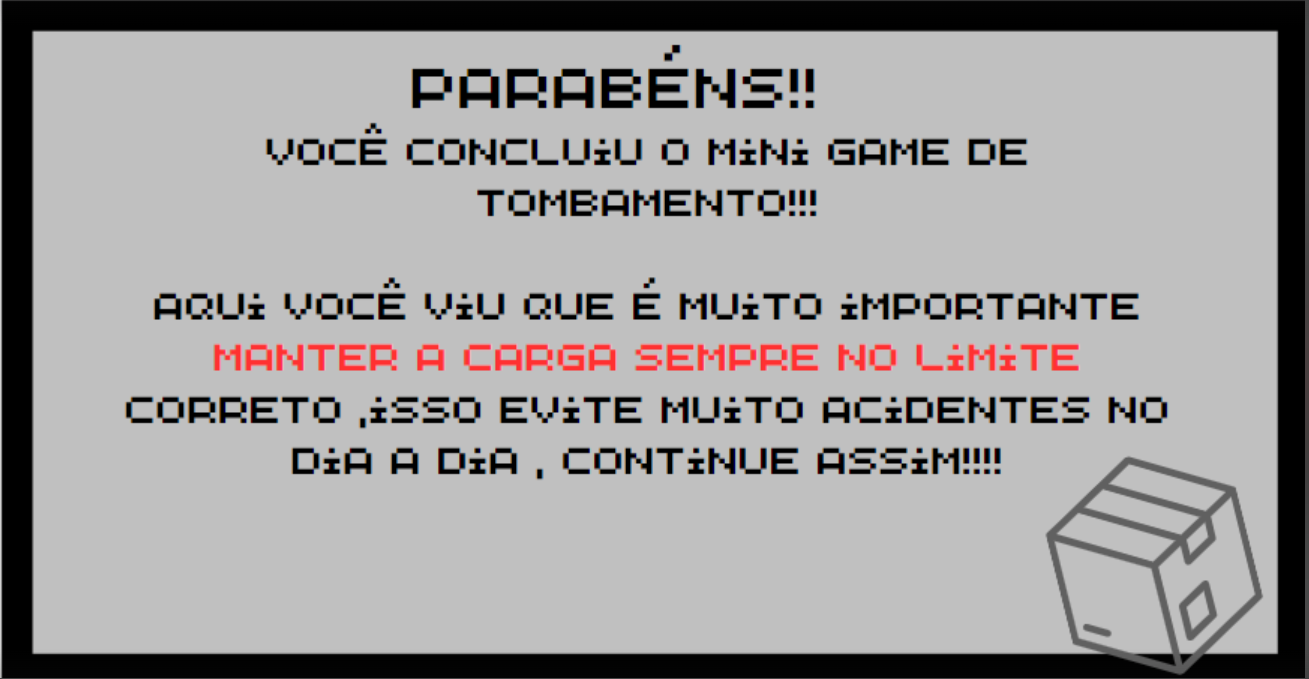 PARABÉNS!!
VOCÊ CONCLUiU O MiNi GAME DE
TOMBAMENTO!!!
AQUi VOCÊ ViU QUE É MUiTO iMPORTANTE
MANTER A CARGA SEMPRE NO LiMiTE
CORRETO ,iSSO EViTE MUiTO ACiDENTES NO
DiA A DiA , CONTiNUE ASSiM!!!!